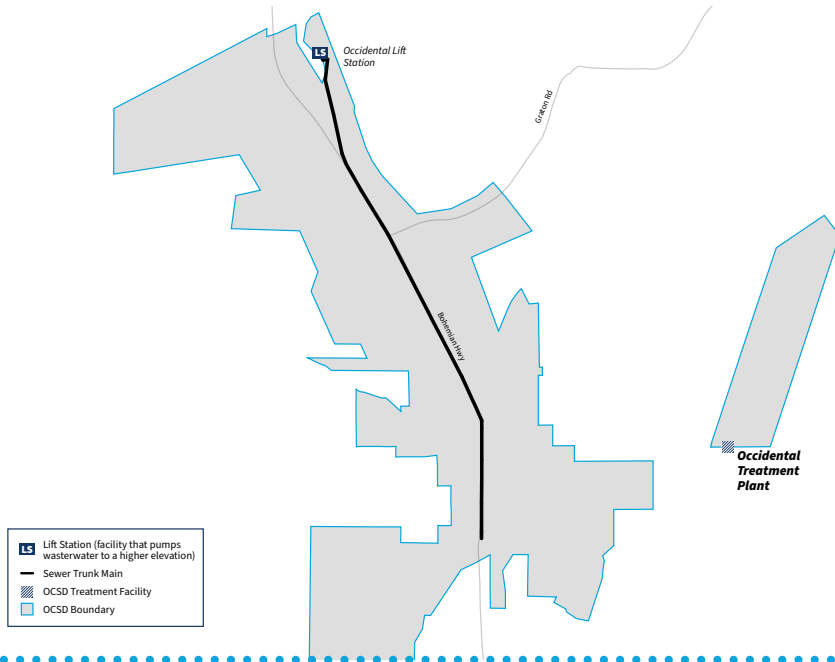 LS
Occidental Lift
Station
Graton Rd
Bohemian Hwy
Occidental
Treatment
Plant
LS
Lift Station (facility that pumps
wasterwater to a higher elevation)
Sewer Trunk Main
OCSD Treatment Facility
OCSD Boundary